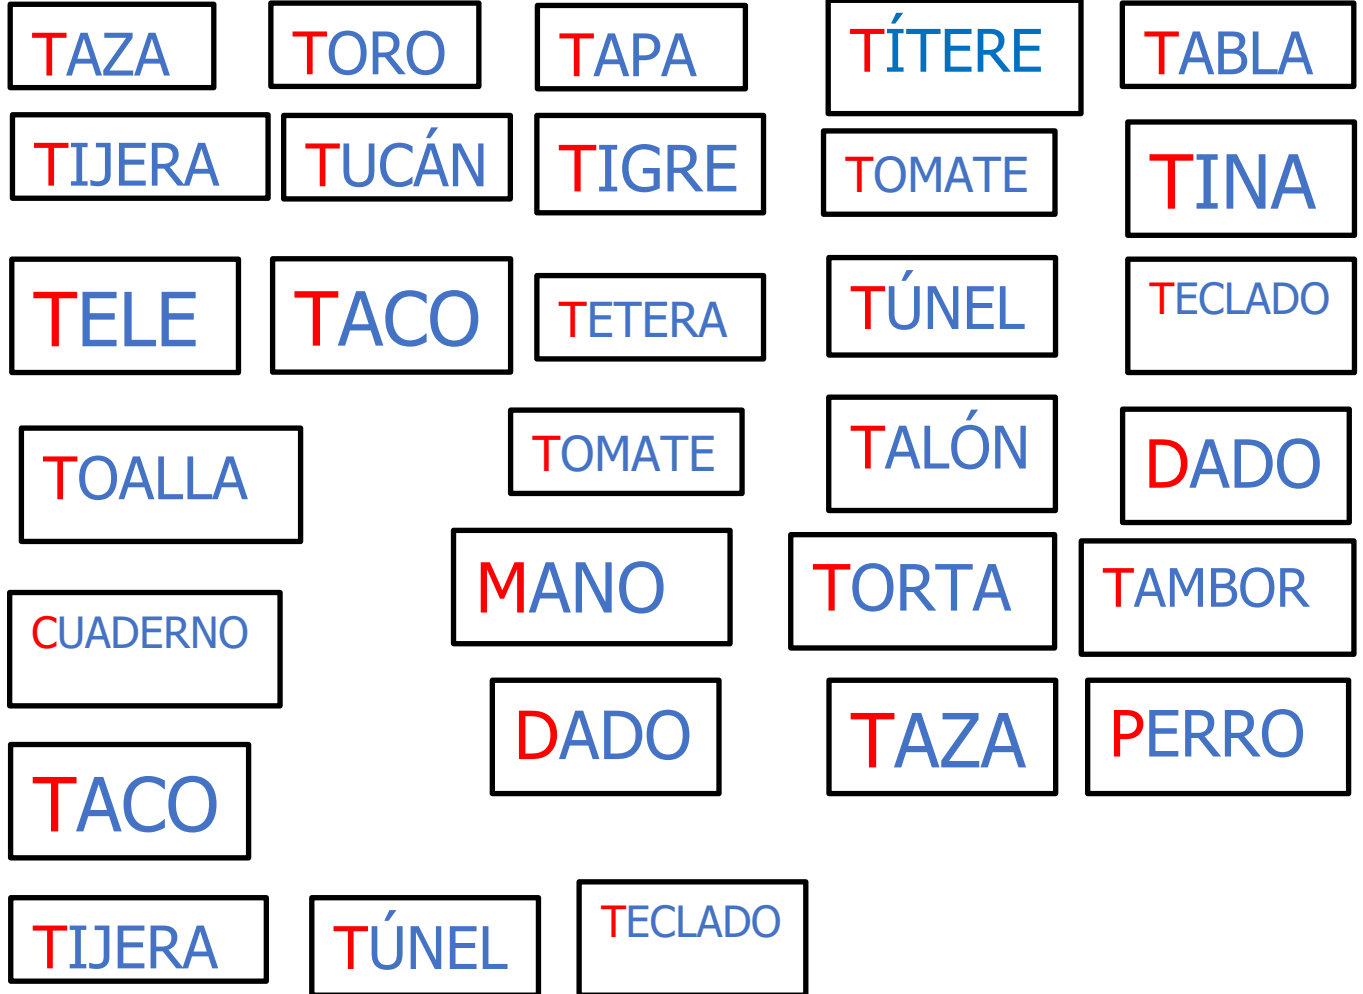 TAZA TORO TAPA TÍTERE TABLA
TIJERA TUCÁN TIGRE TOMATE TINA
TELE TACO TETERA TÚNEL TECLADO
TOALLA TOMATE TALÓN DADO
CUADERNO MANO TORTA TAMBOR
DADO TAZA PERRO
TACO
TIJERA TÚNEL TECLADO